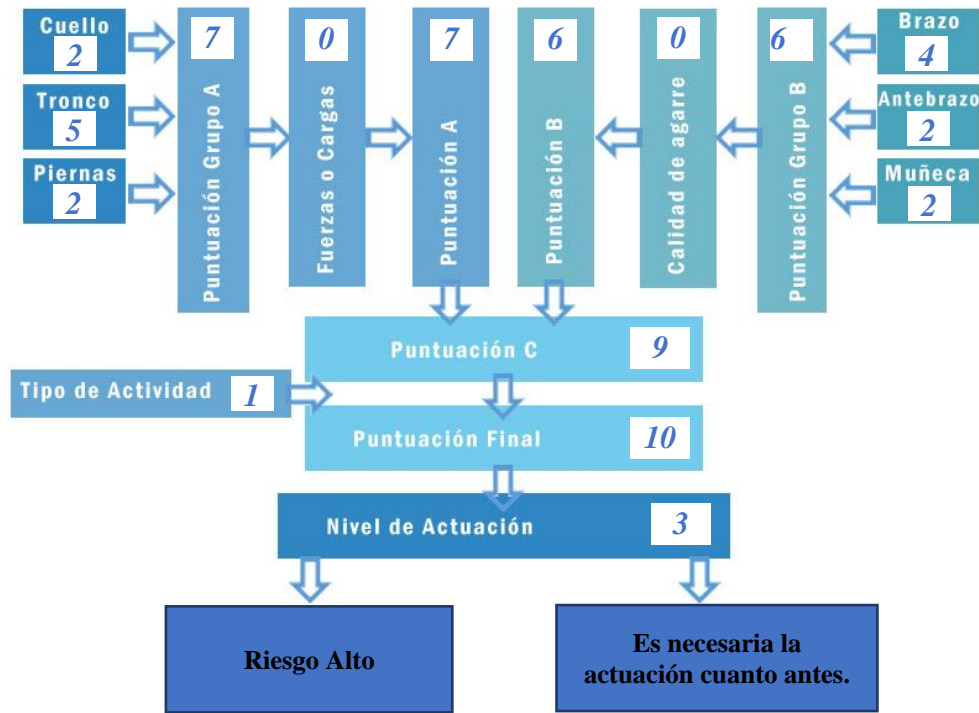 Cuello
2
Tronco
5
Piernas
2
7
Puntuación Grupo A
0
Fuerzas o Cargas
7
Puntuación A
6
Puntuación B
0
Calidad de agarre
6
Puntuación Grupo B
Brazo
4
Antebrazo
2
Muñeca
2
Puntuación C
9
Tipo de Actividad
1
Puntuación Final
10
Nivel de Actuación
3
Riesgo Alto
Es necesaria la
actuación cuanto antes.